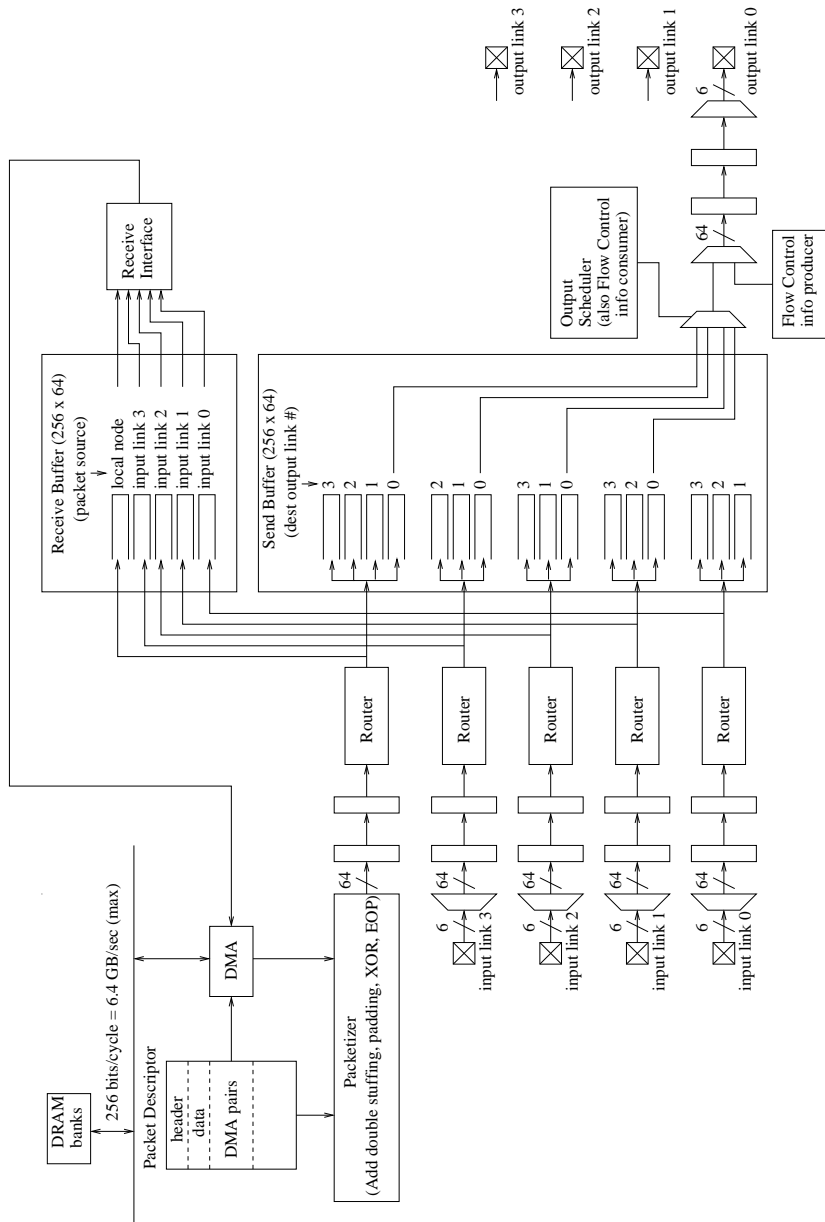 DRAM
banks
256 bits/cycle = 6.4 GB/sec (max)
Packet Descriptor
header
data
DMA pairs
DMA
Packetizer
(Add double stuffing, padding, XOR, EOP)
64
6
64
input link 3
6
64
input link 2
6
64
input link 1
6
64
input link 0
Router
Router
Router
Router
Router
Receive Buffer (256 x 64)
(packet source)
local node
input link 3
input link 2
input link 1
input link 0
Receive
Interface
Send Buffer (256 x 64)
(dest output link #)
3
2
1
0
2
1
0
3
1
0
3
2
0
3
2
1
Output
Scheduler
(also Flow Control
info consumer)
Flow Control
info producer
64
6
output link 3
output link 2
output link 1
output link 0